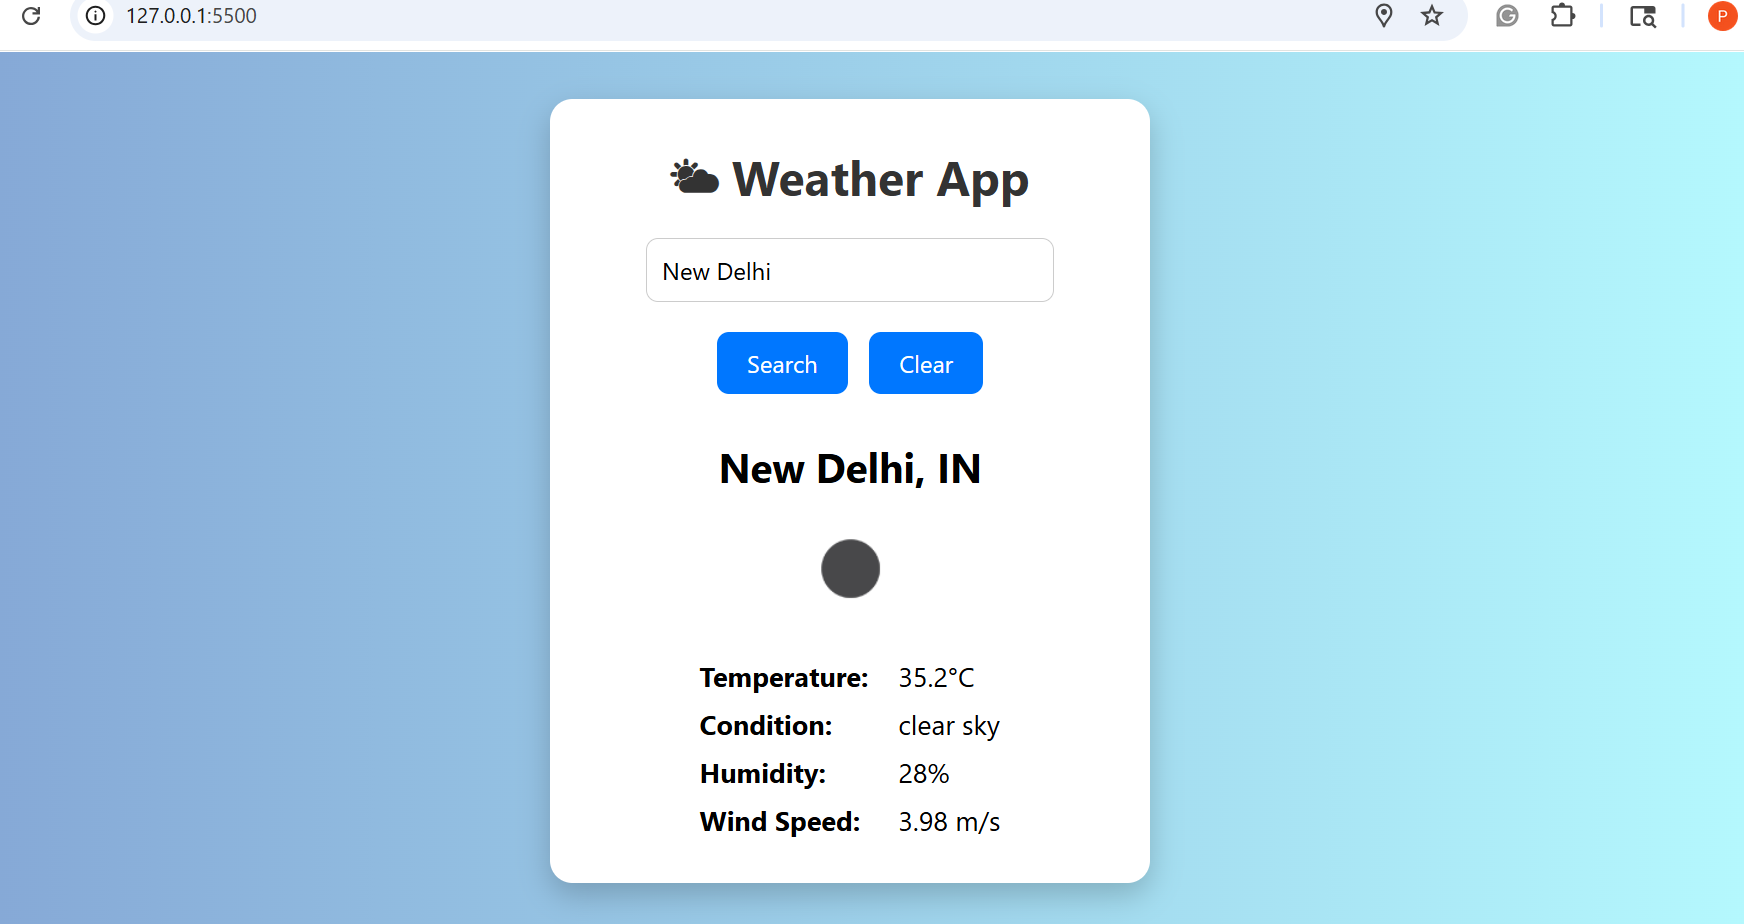 127.0.0.1:5500
P
Weather App
New Delhi
Search Clear
New Delhi, IN
Temperature: 35.2°C
Condition: clear sky
Humidity: 28%
Wind Speed: 3.98 m/s